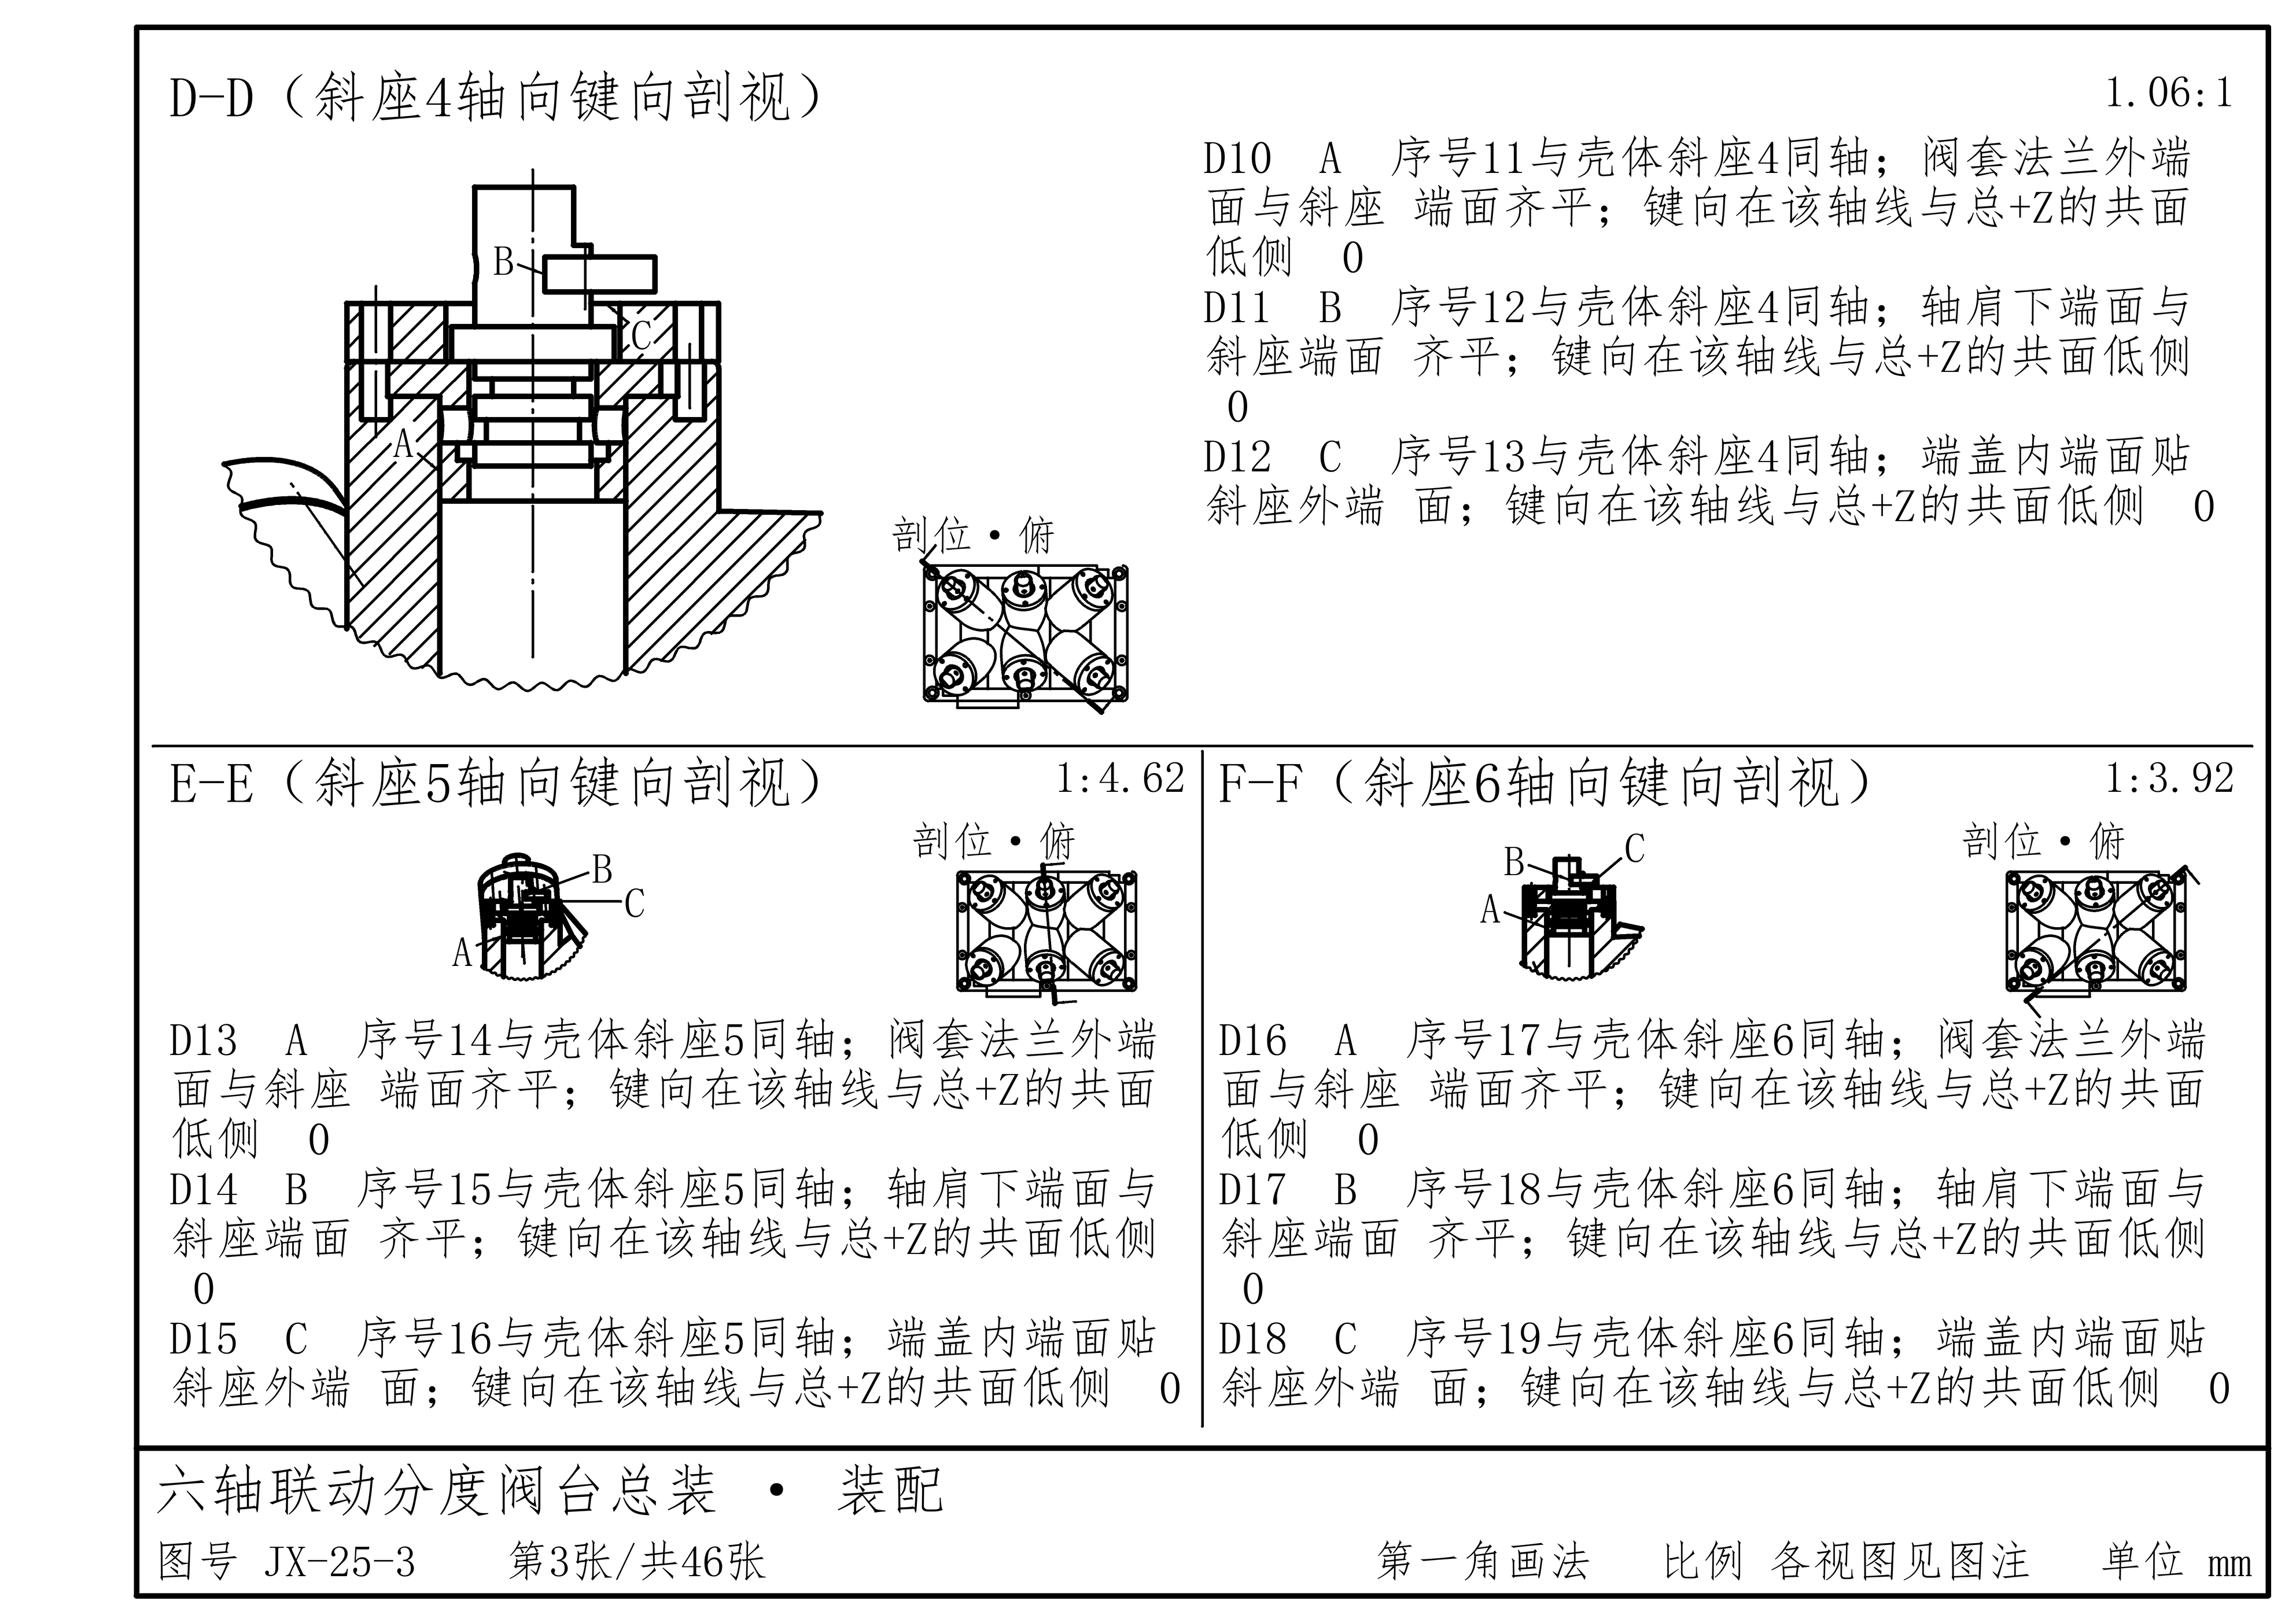 D-D（斜座4轴向键向剖视）
1.06:1
D10 A 序号11与壳体斜座4同轴；阀套法兰外端
面与斜座 端面齐平；键向在该轴线与总+Z的共面
低侧 0
D11 B 序号12与壳体斜座4同轴；轴肩下端面与
斜座端面 齐平；键向在该轴线与总+Z的共面低侧
0
D12 C 序号13与壳体斜座4同轴；端盖内端面贴
斜座外端 面；键向在该轴线与总+Z的共面低侧 0
B
C
A
剖位·俯
E-E（斜座5轴向键向剖视）
1:4.62
剖位·俯
B
C
A
D13 A 序号14与壳体斜座5同轴；阀套法兰外端
面与斜座 端面齐平；键向在该轴线与总+Z的共面
低侧 0
D14 B 序号15与壳体斜座5同轴；轴肩下端面与
斜座端面 齐平；键向在该轴线与总+Z的共面低侧
0
D15 C 序号16与壳体斜座5同轴；端盖内端面贴
斜座外端 面；键向在该轴线与总+Z的共面低侧 0
F-F（斜座6轴向键向剖视）
1:3.92
剖位·俯
B
C
A
D16 A 序号17与壳体斜座6同轴；阀套法兰外端
面与斜座 端面齐平；键向在该轴线与总+Z的共面
低侧 0
D17 B 序号18与壳体斜座6同轴；轴肩下端面与
斜座端面 齐平；键向在该轴线与总+Z的共面低侧
0
D18 C 序号19与壳体斜座6同轴；端盖内端面贴
斜座外端 面；键向在该轴线与总+Z的共面低侧 0
六轴联动分度阀台总装 · 装配
图号 JX-25-3 第3张/共46张 第一角画法 比例 各视图见图注 单位 mm